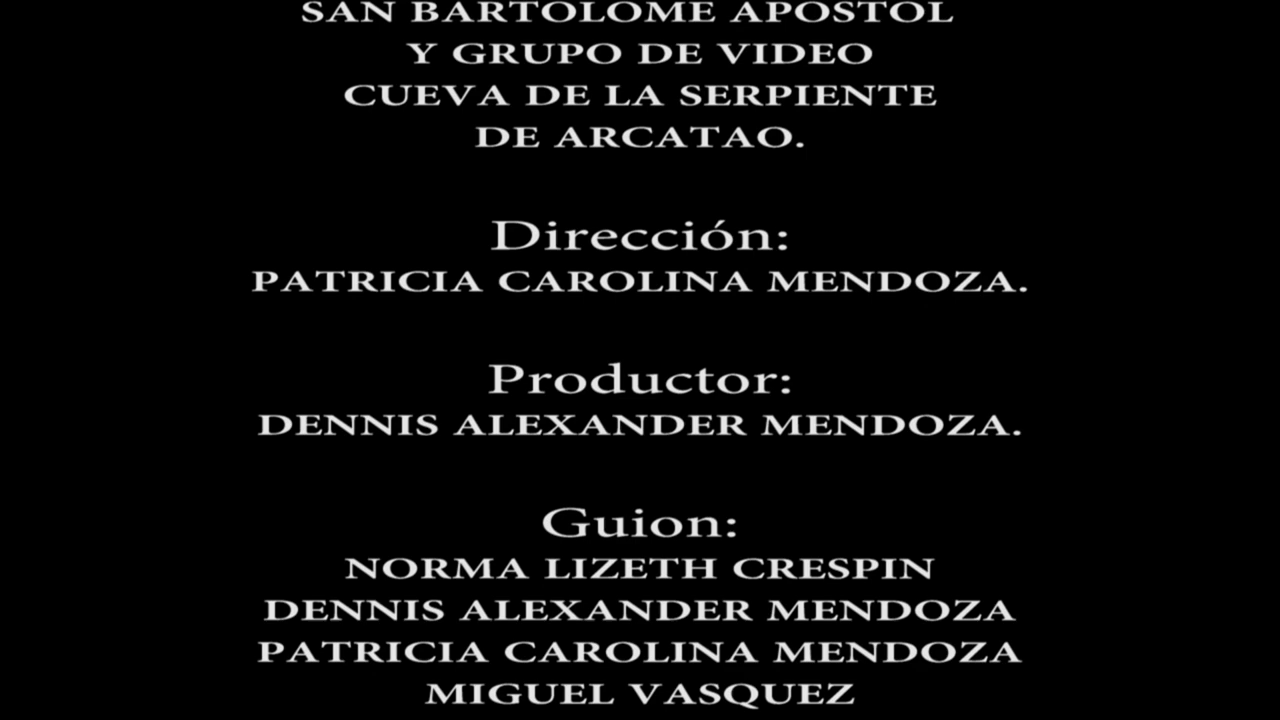 SAN BARTOLOME APOSTOL
Y GRUPO DE VIDEO
CUEVA DE LA SERPIENTE
DE ARCATAO.
Dirección:
PATRICIA CAROLINA MENDOZA.
Productor:
DENNIS ALEXANDER MENDOZA.
Guion:
NORMA LIZETH CRESPIN
DENNIS ALEXANDER MENDOZA
PATRICIA CAROLINA MENDOZA
MIGUEL VASQUEZ